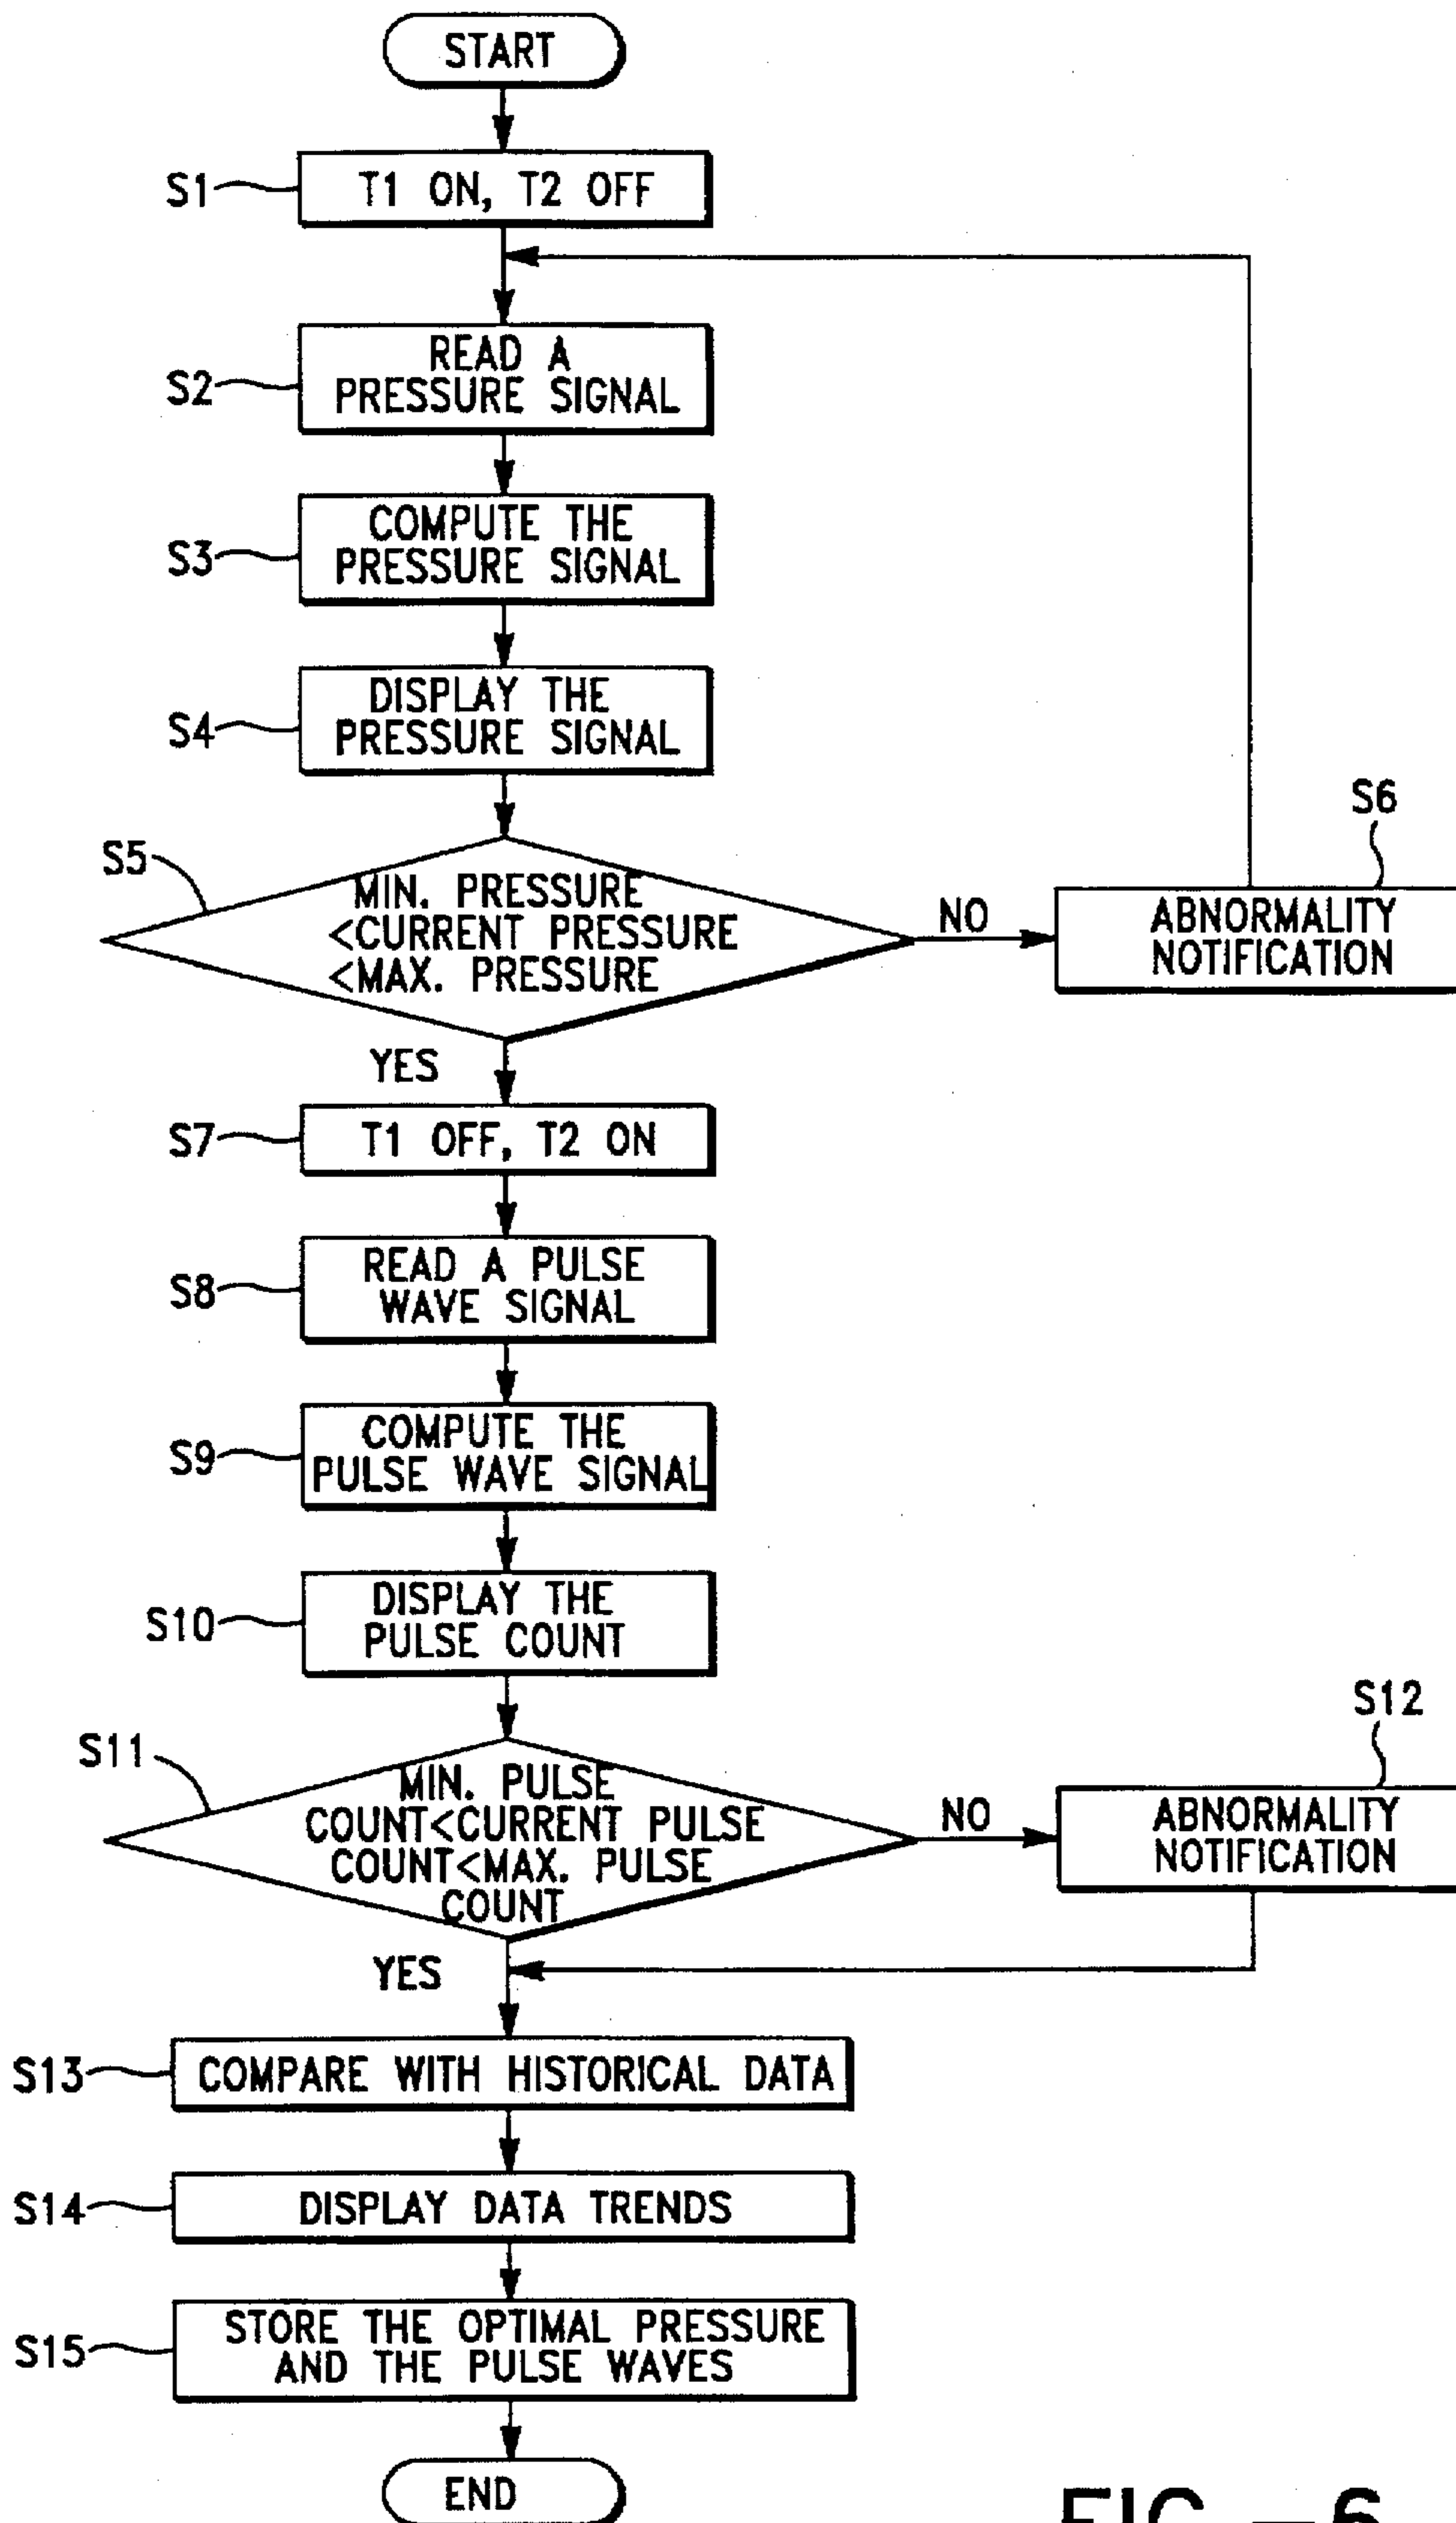 START
S1
T1 ON, T2 OFF
S2
READ A
PRESSURE SIGNAL
S3
COMPUTE THE
PRESSURE SIGNAL
S4
DISPLAY THE
PRESSURE SIGNAL
S5
MIN. PRESSURE
<CURRENT PRESSURE
<MAX. PRESSURE
NO
S6
ABNORMALITY
NOTIFICATION
YES
S7
T1 OFF, T2 ON
S8
READ A PULSE
WAVE SIGNAL
S9
COMPUTE THE
PULSE WAVE SIGNAL
S10
DISPLAY THE
PULSE COUNT
S11
MIN. PULSE
COUNT<CURRENT PULSE
COUNT<MAX. PULSE
COUNT
NO
S12
ABNORMALITY
NOTIFICATION
YES
S13
COMPARE WITH HISTORICAL DATA
S14
DISPLAY DATA TRENDS
S15
STORE THE OPTIMAL PRESSURE
AND THE PULSE WAVES
END
FIG.-6